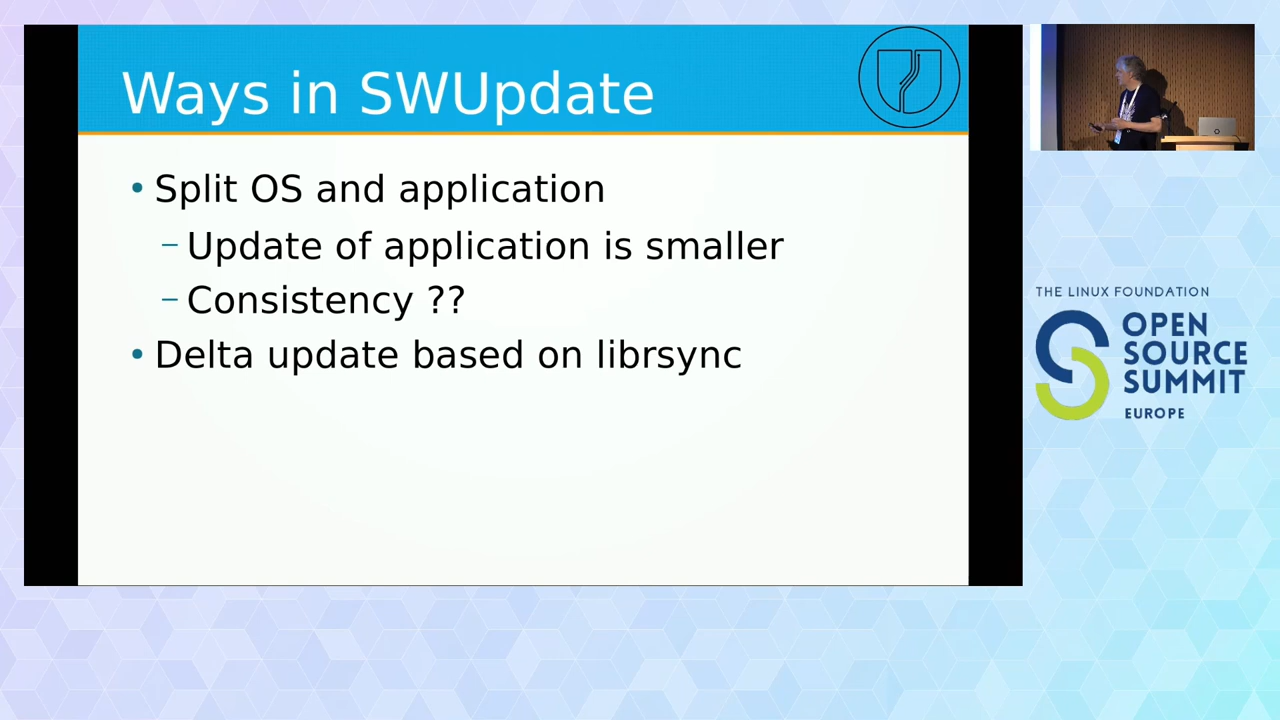 Ways in SWUpdate
• Split OS and application
– Update of application is smaller
– Consistency ??
• Delta update based on librsync
THE LINUX FOUNDATION
OPEN
SOURCE
SUMMIT
EUROPE